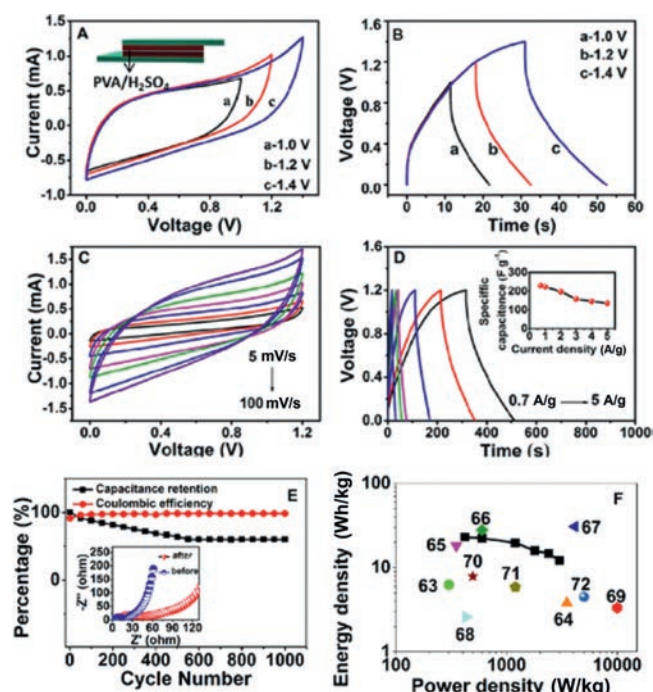 A
PVA/H₂SO₄
a
b
c
a-1.0 V
b-1.2 V
c-1.4 V
Current (mA)
1.5
1.0
0.5
0.0
-0.5
-1.0
0.0 0.4 0.8 1.2
Voltage (V)
B
a-1.0 V
b-1.2 V
c-1.4 V
a
b
c
Voltage (V)
1.6
1.2
0.8
0.4
0.0
0 10 20 30 40 50 60
Time (s)
C
5 mV/s
100 mV/s
Current (mA)
1.5
1.0
0.5
0.0
-0.5
-1.0
-1.5
0.0 0.4 0.8 1.2
Voltage (V)
D
Speciffic
capacitence (F g⁻¹)
300
200
100
0
0 1 2 3 4 5
Current density (A/g)
0.7 A/g 5 A/g
Voltage (V)
1.6
1.2
0.8
0.4
0.0
0 200 400 600 800 1000
Time (s)
E
Capacitance retention
Coulombic efficiency
Percentage (%)
100
0
-Z'' (ohm)
250
200
150
100
50
0
after
before
0 30 60 90 120
Z' (ohm)
0 200 400 600 800 1000
Cycle Number
F
66
67
65
70
71
63
72
69
64
68
Energy density (Wh/kg)
100
10
1
100 1000 10000
Power density (W/kg)